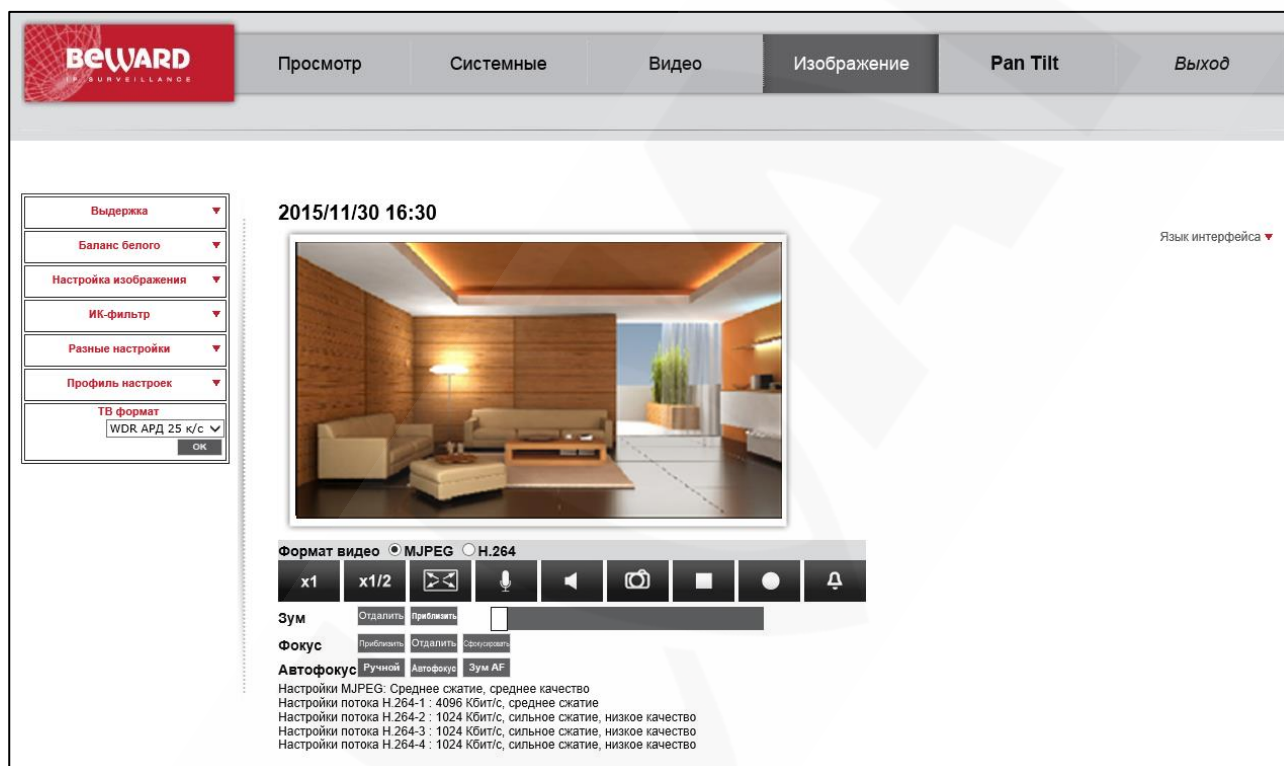 BEWARD
IP SURVEILLANCE
Просмотр
Системные
Видео
Изображение
Pan Tilt
Выход
Выдержка
Баланс белого
Настройка изображения
ИК-фильтр
Разные настройки
Профиль настроек
ТВ формат
WDR АРД 25 к/с
OK
2015/11/30 16:30
Язык интерфейса
Формат видео MJPEG H.264
x1 x1/2
Зум Отдалить Приблизить
Фокус Приблизить Отдалить Сфокусировать
Автофокус Ручной Автофокус Зум AF
Настройки MJPEG: Среднее сжатие, среднее качество
Настройки потока H.264-1 : 4096 Кбит/с, среднее сжатие
Настройки потока H.264-2 : 1024 Кбит/с, сильное сжатие, низкое качество
Настройки потока H.264-3 : 1024 Кбит/с, сильное сжатие, низкое качество
Настройки потока H.264-4 : 1024 Кбит/с, сильное сжатие, низкое качество